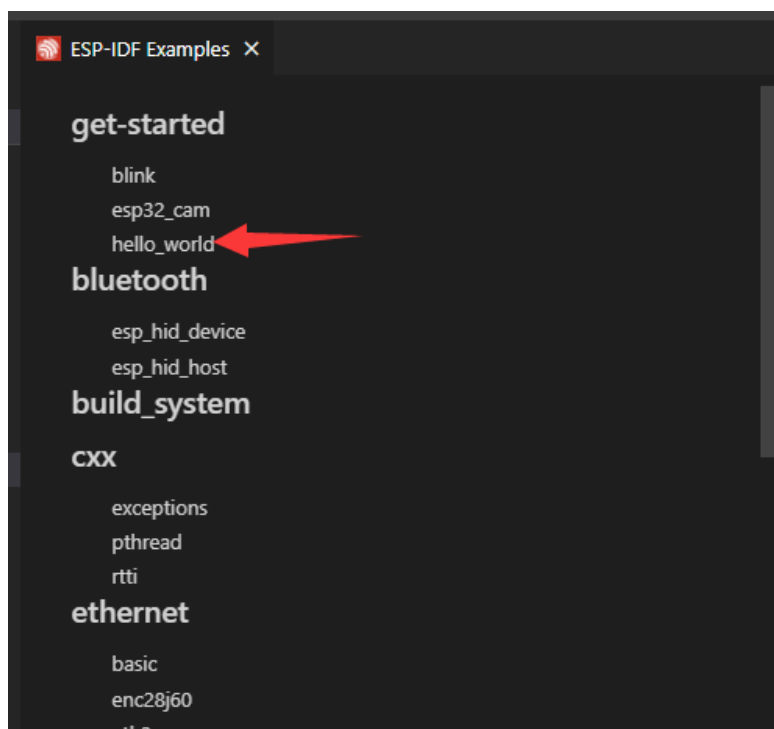 ESP-IDF Examples
get-started
blink
esp32_cam
hello_world
bluetooth
esp_hid_device
esp_hid_host
build_system
cxx
exceptions
pthread
rtti
ethernet
basic
enc28j60